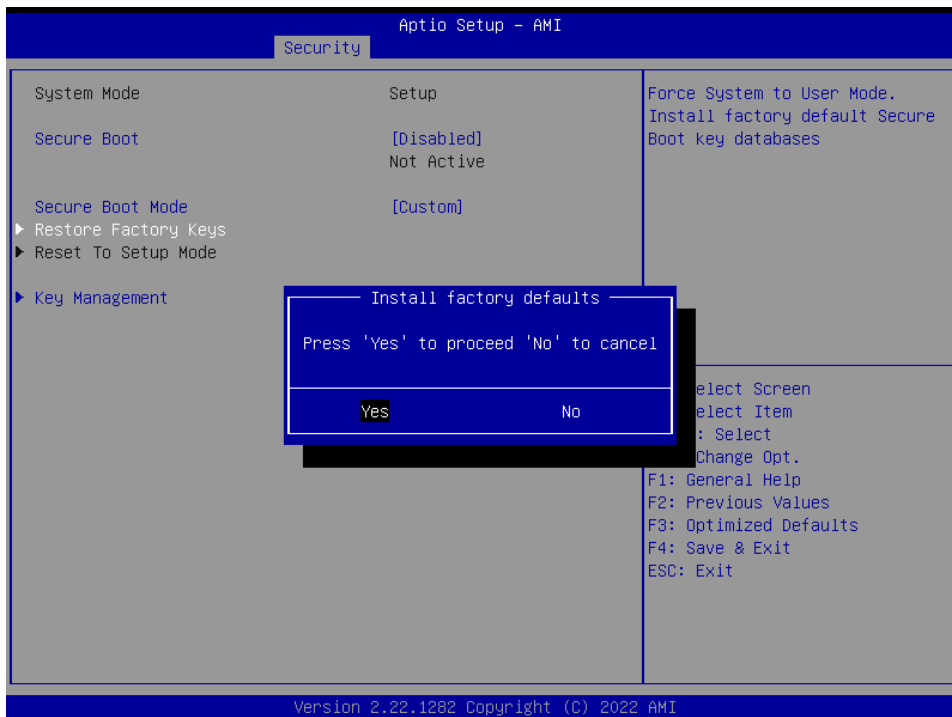 Aptio Setup – AMI
Security
System Mode Setup
Secure Boot [Disabled]
Not Active
Secure Boot Mode [Custom]
Restore Factory Keys
Reset To Setup Mode
Key Management
Force System to User Mode.
Install factory default Secure
Boot key databases
Install factory defaults
Press 'Yes' to proceed 'No' to cancel
Yes No
elect Screen
elect Item
: Select
Change Opt.
F1: General Help
F2: Previous Values
F3: Optimized Defaults
F4: Save & Exit
ESC: Exit
Version 2.22.1282 Copyright (C) 2022 AMI